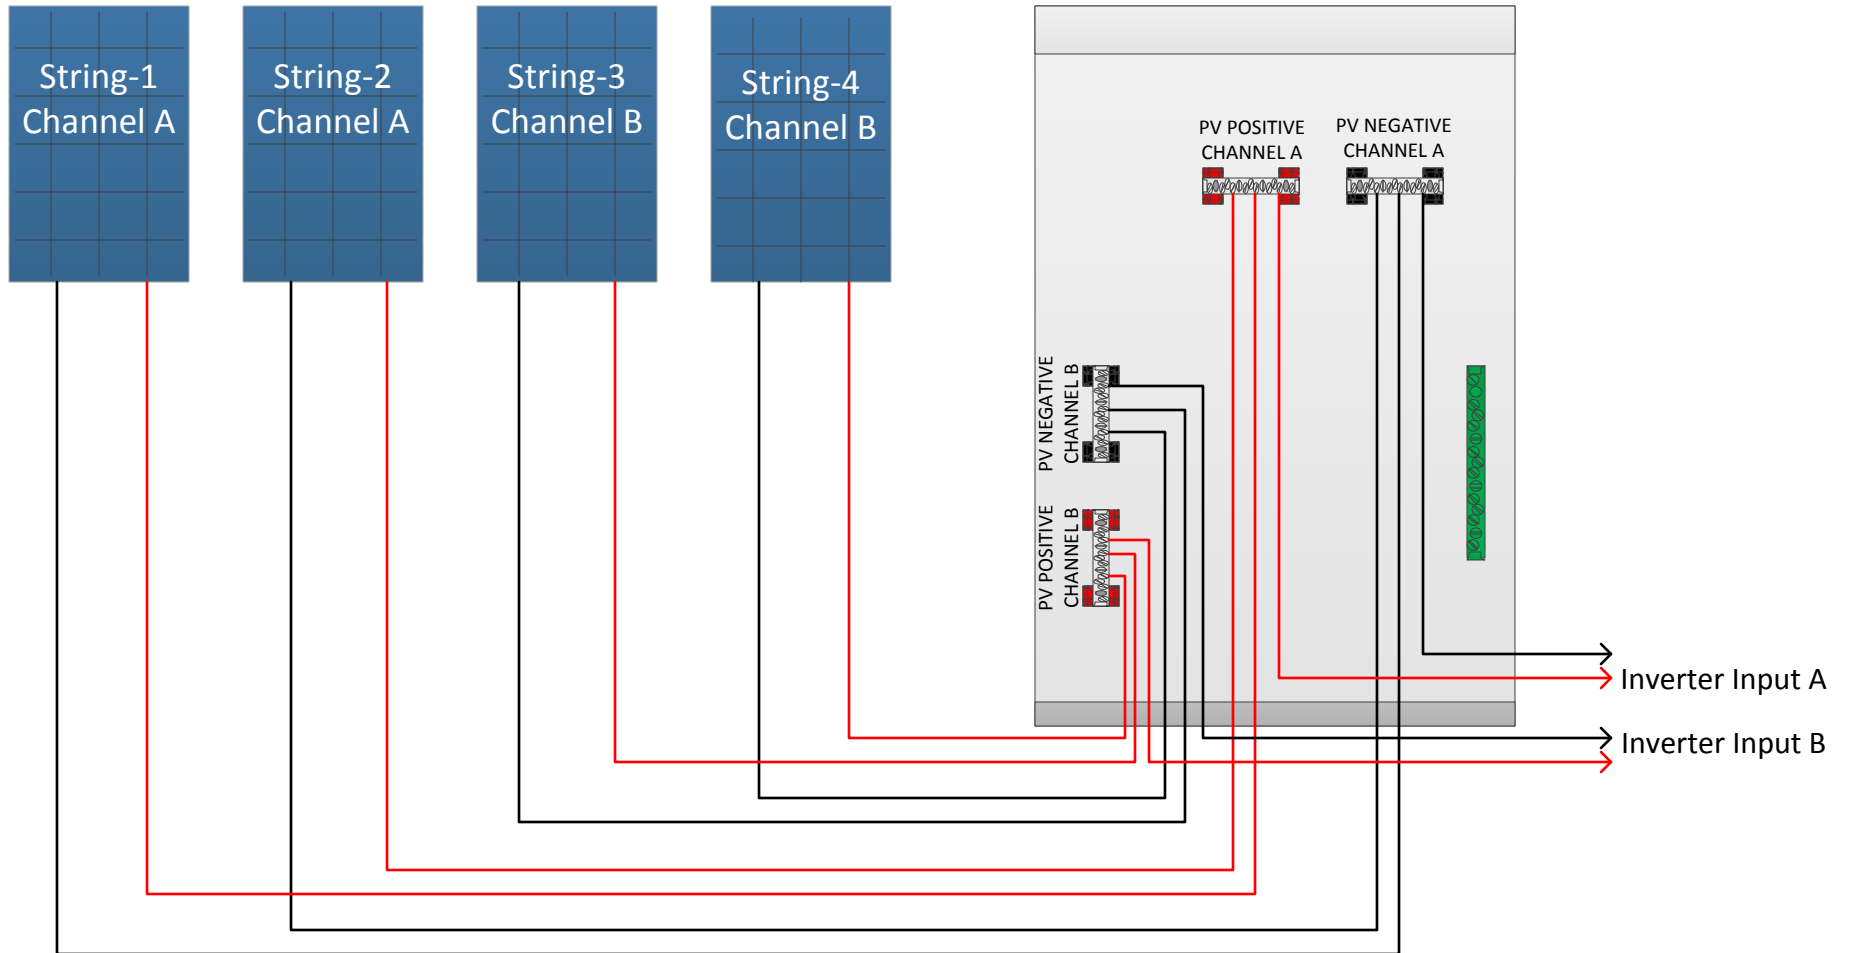 String-1
Channel A
String-2
Channel A
String-3
Channel B
String-4
Channel B
PV POSITIVE
CHANNEL A
PV NEGATIVE
CHANNEL A
PV NEGATIVE
CHANNEL B
PV POSITIVE
CHANNEL B
Inverter Input A
Inverter Input B